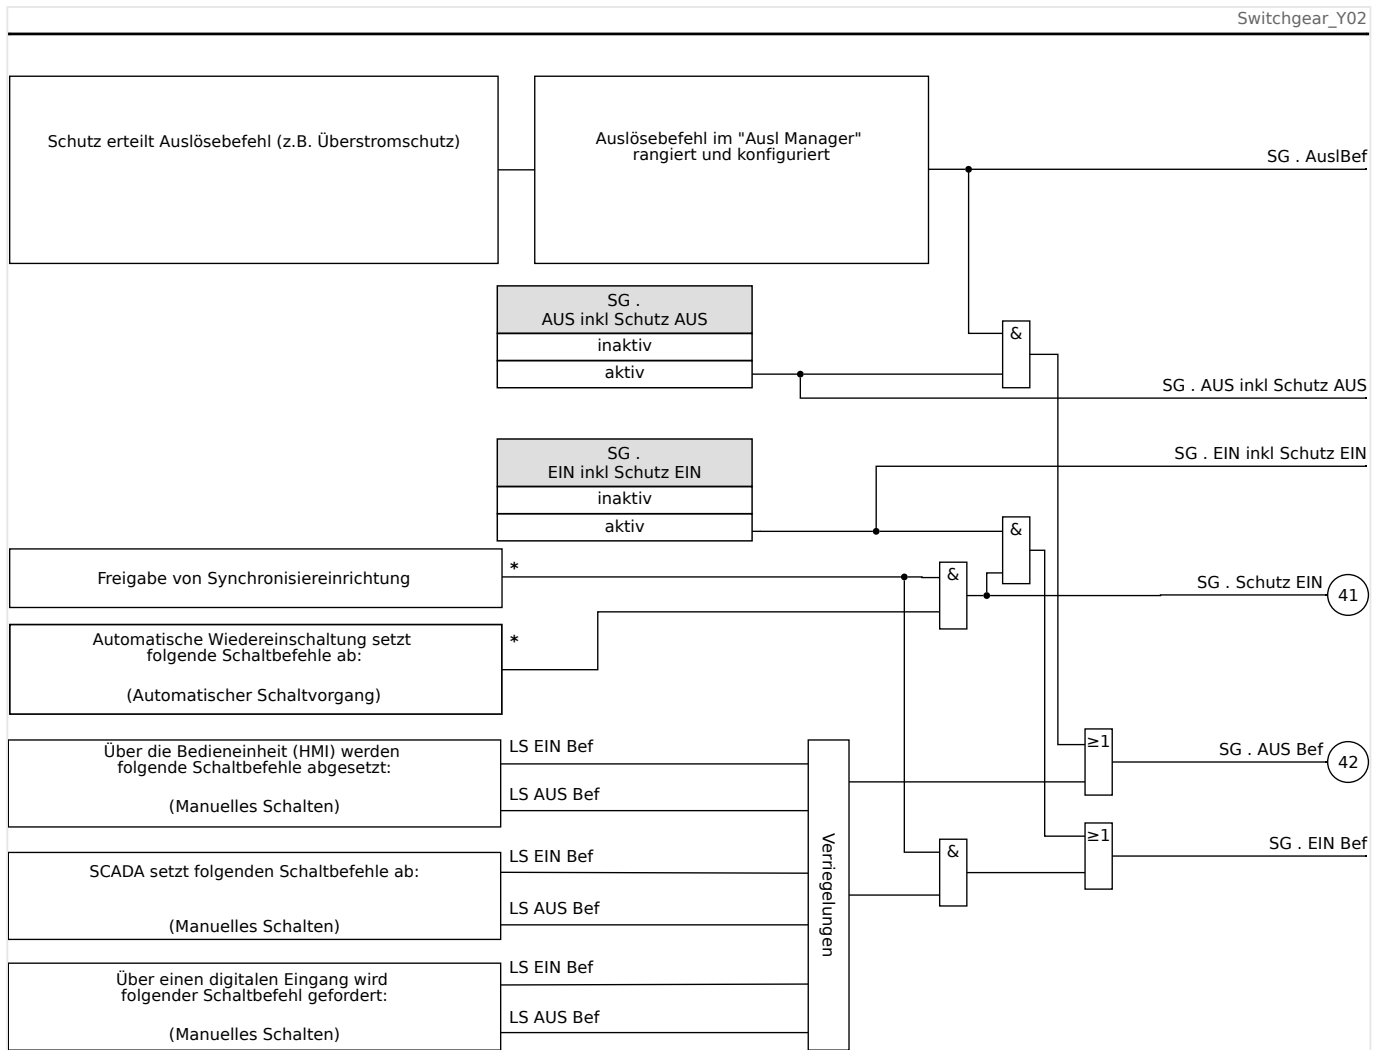 Switchgear_Y02
Schutz erteilt Auslösebefehl (z.B. Überstromschutz)
Auslösebefehl im "Ausl Manager"
rangiert und konfiguriert
SG . AuslBef
SG .
AUS inkl Schutz AUS
inaktiv
aktiv
&
SG . AUS inkl Schutz AUS
SG .
EIN inkl Schutz EIN
inaktiv
aktiv
SG . EIN inkl Schutz EIN
&
Freigabe von Synchronisiereinrichtung
*
&
SG . Schutz EIN
41
Automatische Wiedereinschaltung setzt
folgende Schaltbefehle ab:
(Automatischer Schaltvorgang)
*
Über die Bedieneinheit (HMI) werden
folgende Schaltbefehle abgesetzt:
(Manuelles Schalten)
LS EIN Bef
LS AUS Bef
≥1
SG . AUS Bef
42
SCADA setzt folgenden Schaltbefehle ab:
(Manuelles Schalten)
LS EIN Bef
LS AUS Bef
Verriegelungen
&
≥1
SG . EIN Bef
Über einen digitalen Eingang wird
folgender Schaltbefehl gefordert:
(Manuelles Schalten)
LS EIN Bef
LS AUS Bef